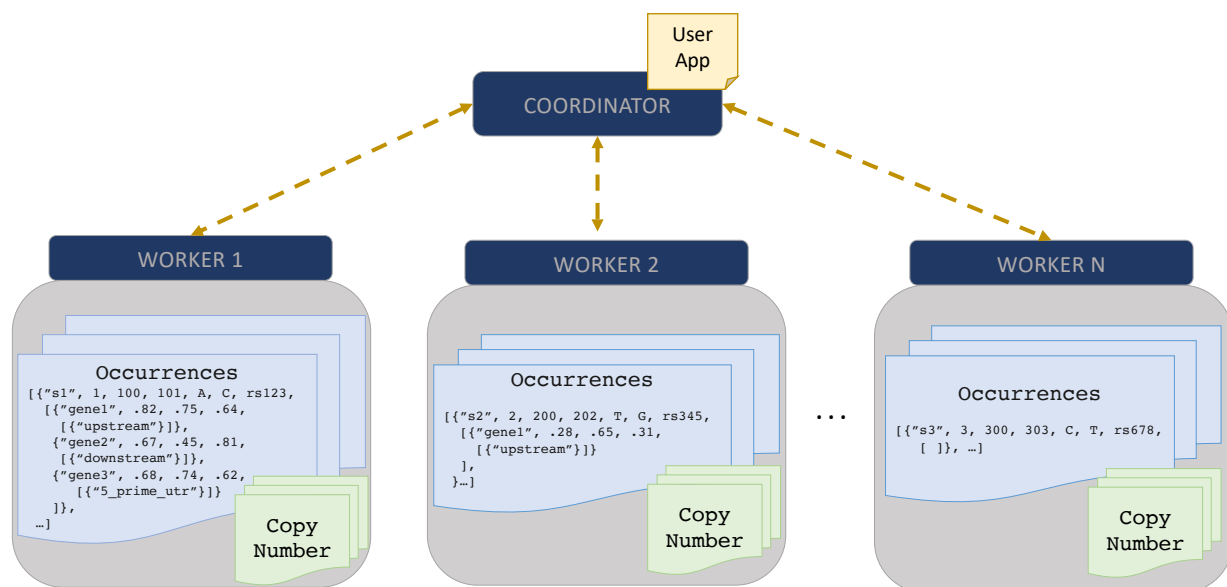 User
App
COORDINATOR
WORKER 1
Occurrences
[{"s1", 1, 100, 101, A, C, rs123,
[{"gene1", .82, .75, .64,
[{“upstream”}]},
{"gene2", .67, .45, .81,
[{“downstream”}]},
{"gene3", .68, .74, .62,
[{“5_prime_utr”}]}
]},
…]
Copy
Number
WORKER 2
Occurrences
[{"s2", 2, 200, 202, T, G, rs345,
[{"gene1", .28, .65, .31,
[{“upstream”}]}
],
}…]
Copy
Number
...
WORKER N
Occurrences
[{"s3", 3, 300, 303, C, T, rs678,
[ ]}, …]
Copy
Number